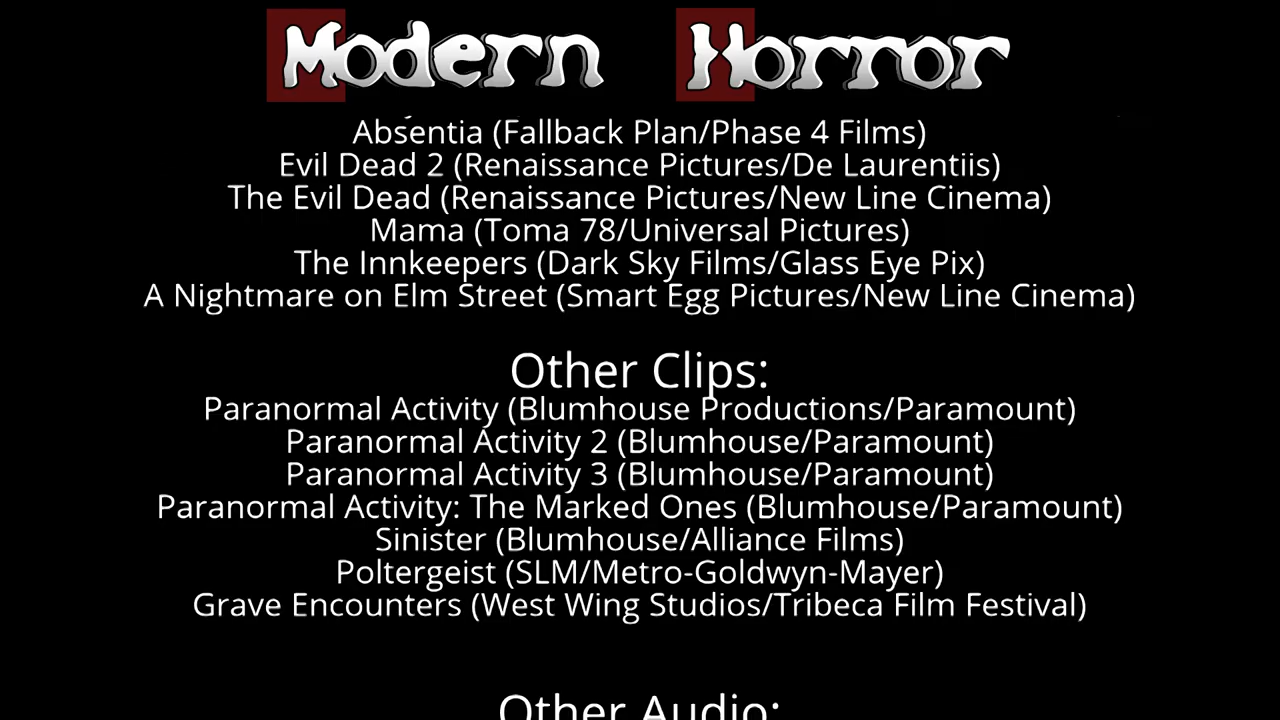 Modern Horror
Absentia (Fallback Plan/Phase 4 Films)
Evil Dead 2 (Renaissance Pictures/De Laurentiis)
The Evil Dead (Renaissance Pictures/New Line Cinema)
Mama (Toma 78/Universal Pictures)
The Innkeepers (Dark Sky Films/Glass Eye Pix)
A Nightmare on Elm Street (Smart Egg Pictures/New Line Cinema)
Other Clips:
Paranormal Activity (Blumhouse Productions/Paramount)
Paranormal Activity 2 (Blumhouse/Paramount)
Paranormal Activity 3 (Blumhouse/Paramount)
Paranormal Activity: The Marked Ones (Blumhouse/Paramount)
Sinister (Blumhouse/Alliance Films)
Poltergeist (SLM/Metro-Goldwyn-Mayer)
Grave Encounters (West Wing Studios/Tribeca Film Festival)
Other Audio: